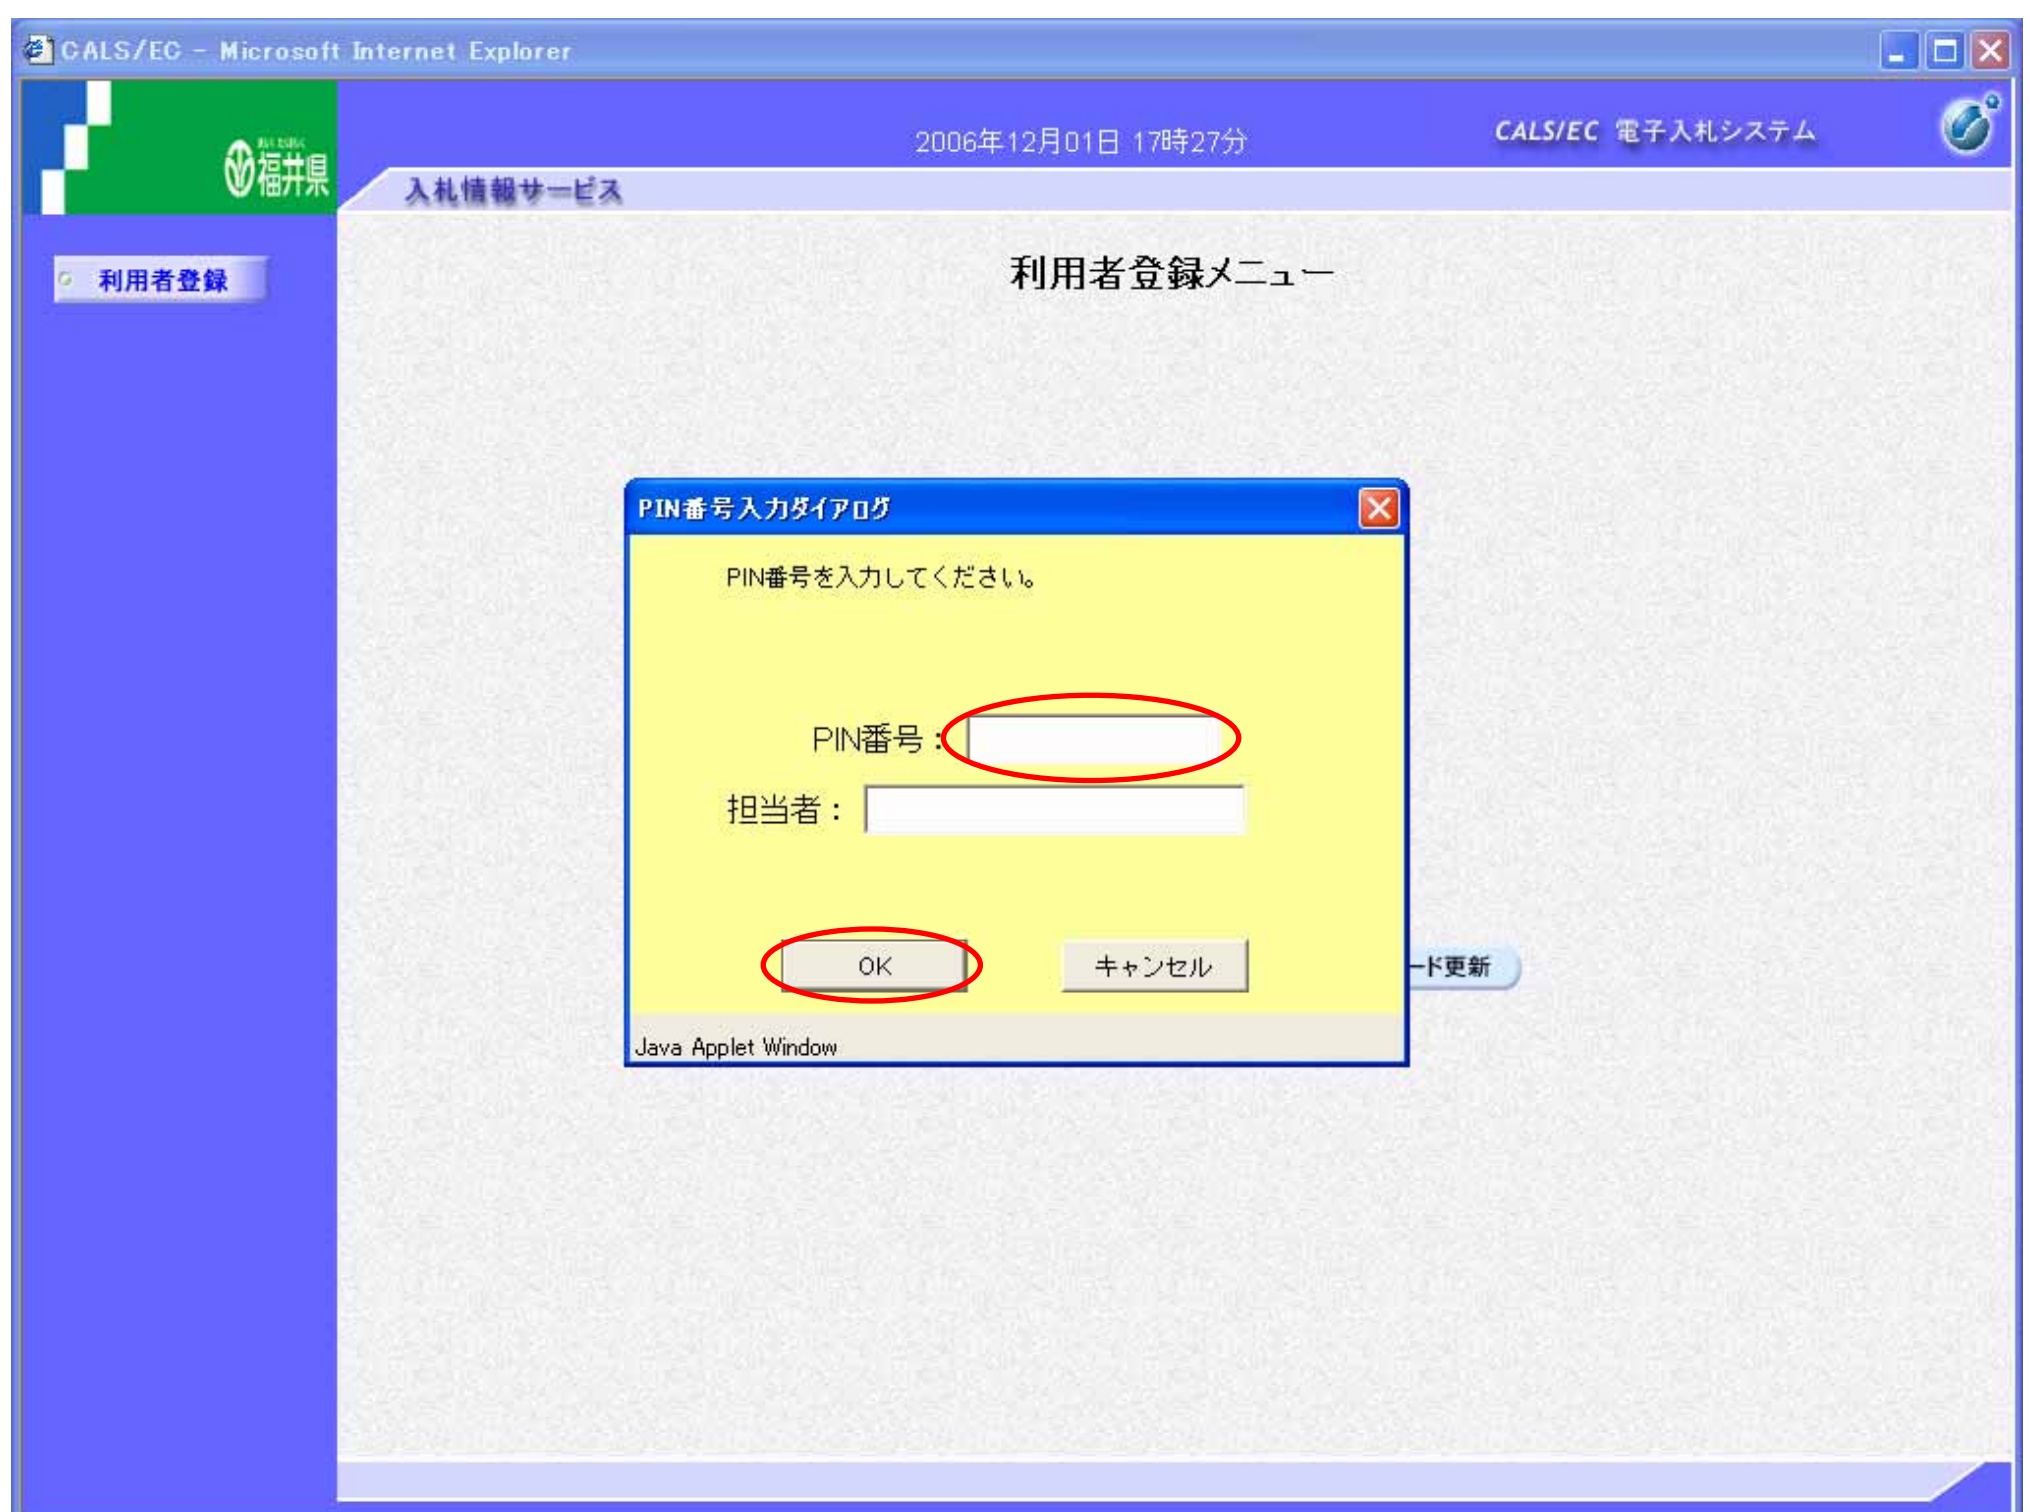 CALS/EC - Microsoft Internet Explorer
福井県
2006年12月01日 17時27分
CALS/EC 電子入札システム
入札情報サービス
利用者登録
利用者登録メニュー
PIN番号入力ダイアログ
PIN番号を入力してください。
PIN番号：
担当者：
OK
キャンセル
ード更新
Java Applet Window